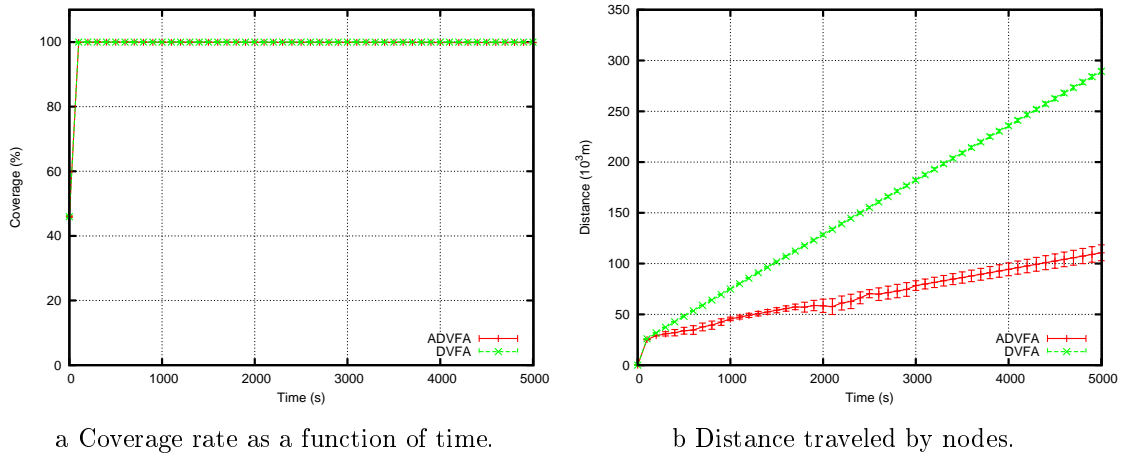 100
80
60
40
20
0
Coverage (%)
0 1000 2000 3000 4000 5000
Time (s)
ADVFA
DVFA
a Coverage rate as a function of time.
350
300
250
200
150
100
50
0
Distance (10³m)
0 1000 2000 3000 4000 5000
Time (s)
ADVFA
DVFA
b Distance traveled by nodes.